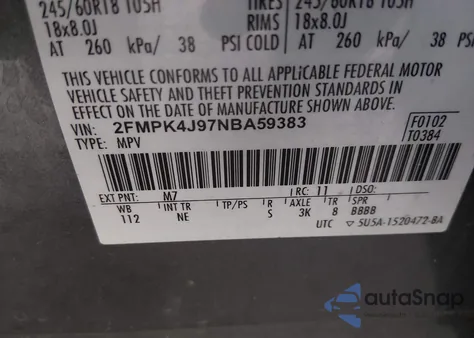 245/60R18 105H TIRES 245/60R18 105H
18x8.0J RIMS 18x8.0J
AT 260 kPa/ 38 PSI COLD AT 260 kPa/ 38 PSI
THIS VEHICLE CONFORMS TO ALL APPLICABLE FEDERAL MOTOR
VEHICLE SAFETY AND THEFT PREVENTION STANDARDS IN
EFFECT ON THE DATE OF MANUFACTURE SHOWN ABOVE.
VIN: 2FMPK4J97NBA59383 F0102
TYPE: MPV T0384
EXT PNT: M7 RC: 11 DSO:
WB INT TR TP/PS R AXLE TR SPR
112 NE S 3K 8 BBBB
UTC 5U5A-1520472-BA
autoSnap